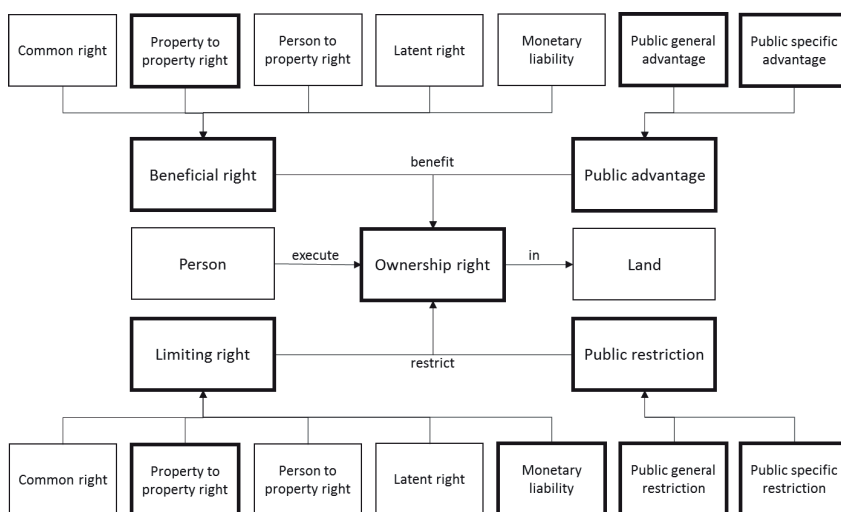 Common right
Property to
property right
Person to
property right
Latent right
Monetary
liability
Public general
advantage
Public specific
advantage
Beneficial right
benefit
Public advantage
Person
execute
Ownership right
in
Land
Limiting right
restrict
Public restriction
Common right
Property to
property right
Person to
property right
Latent right
Monetary
liability
Public general
restriction
Public specific
restriction